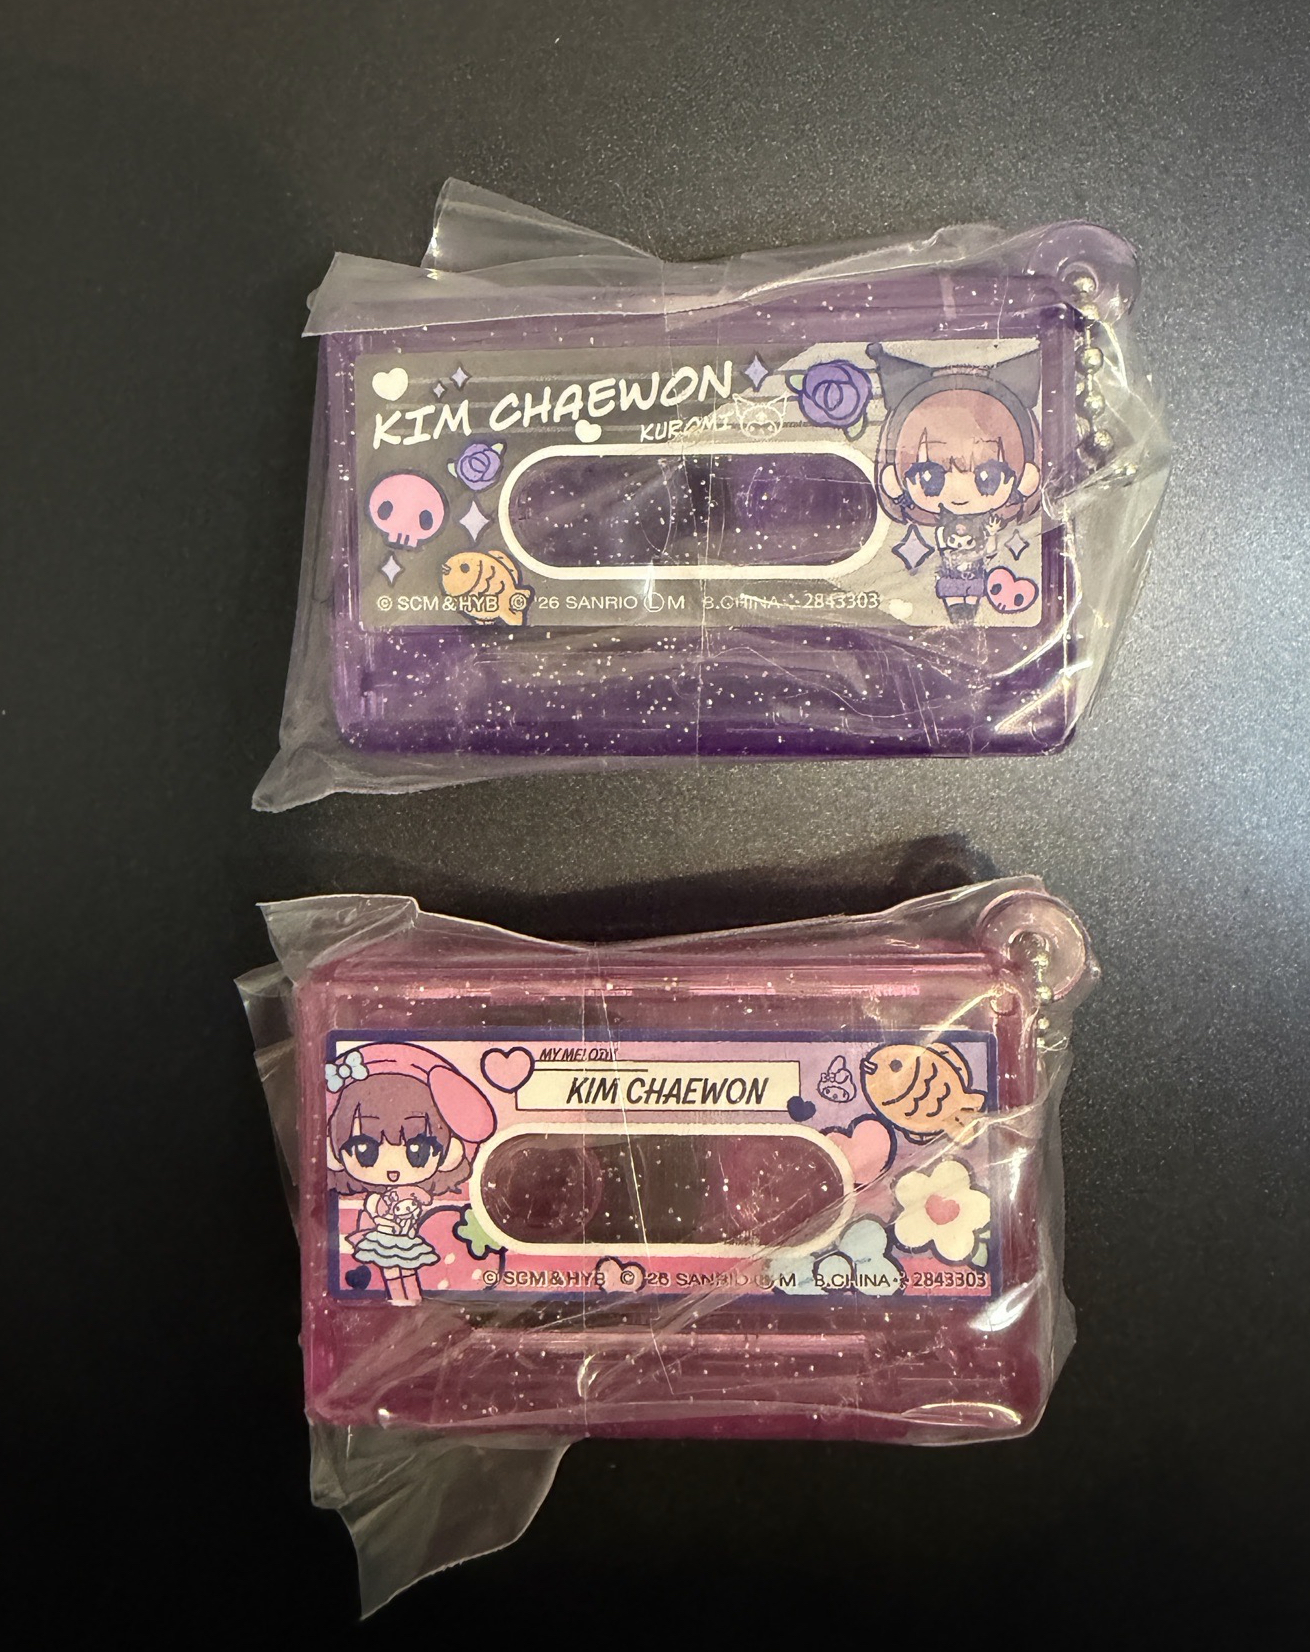 KIM CHAEWON
KUROMI
© SCM & HYB © '26 SANRIO Ⓛ M B.CHINA 2843303
MY MELODY
KIM CHAEWON
© SCM & HYB © '26 SANRIO Ⓛ M B.CHINA 2843303